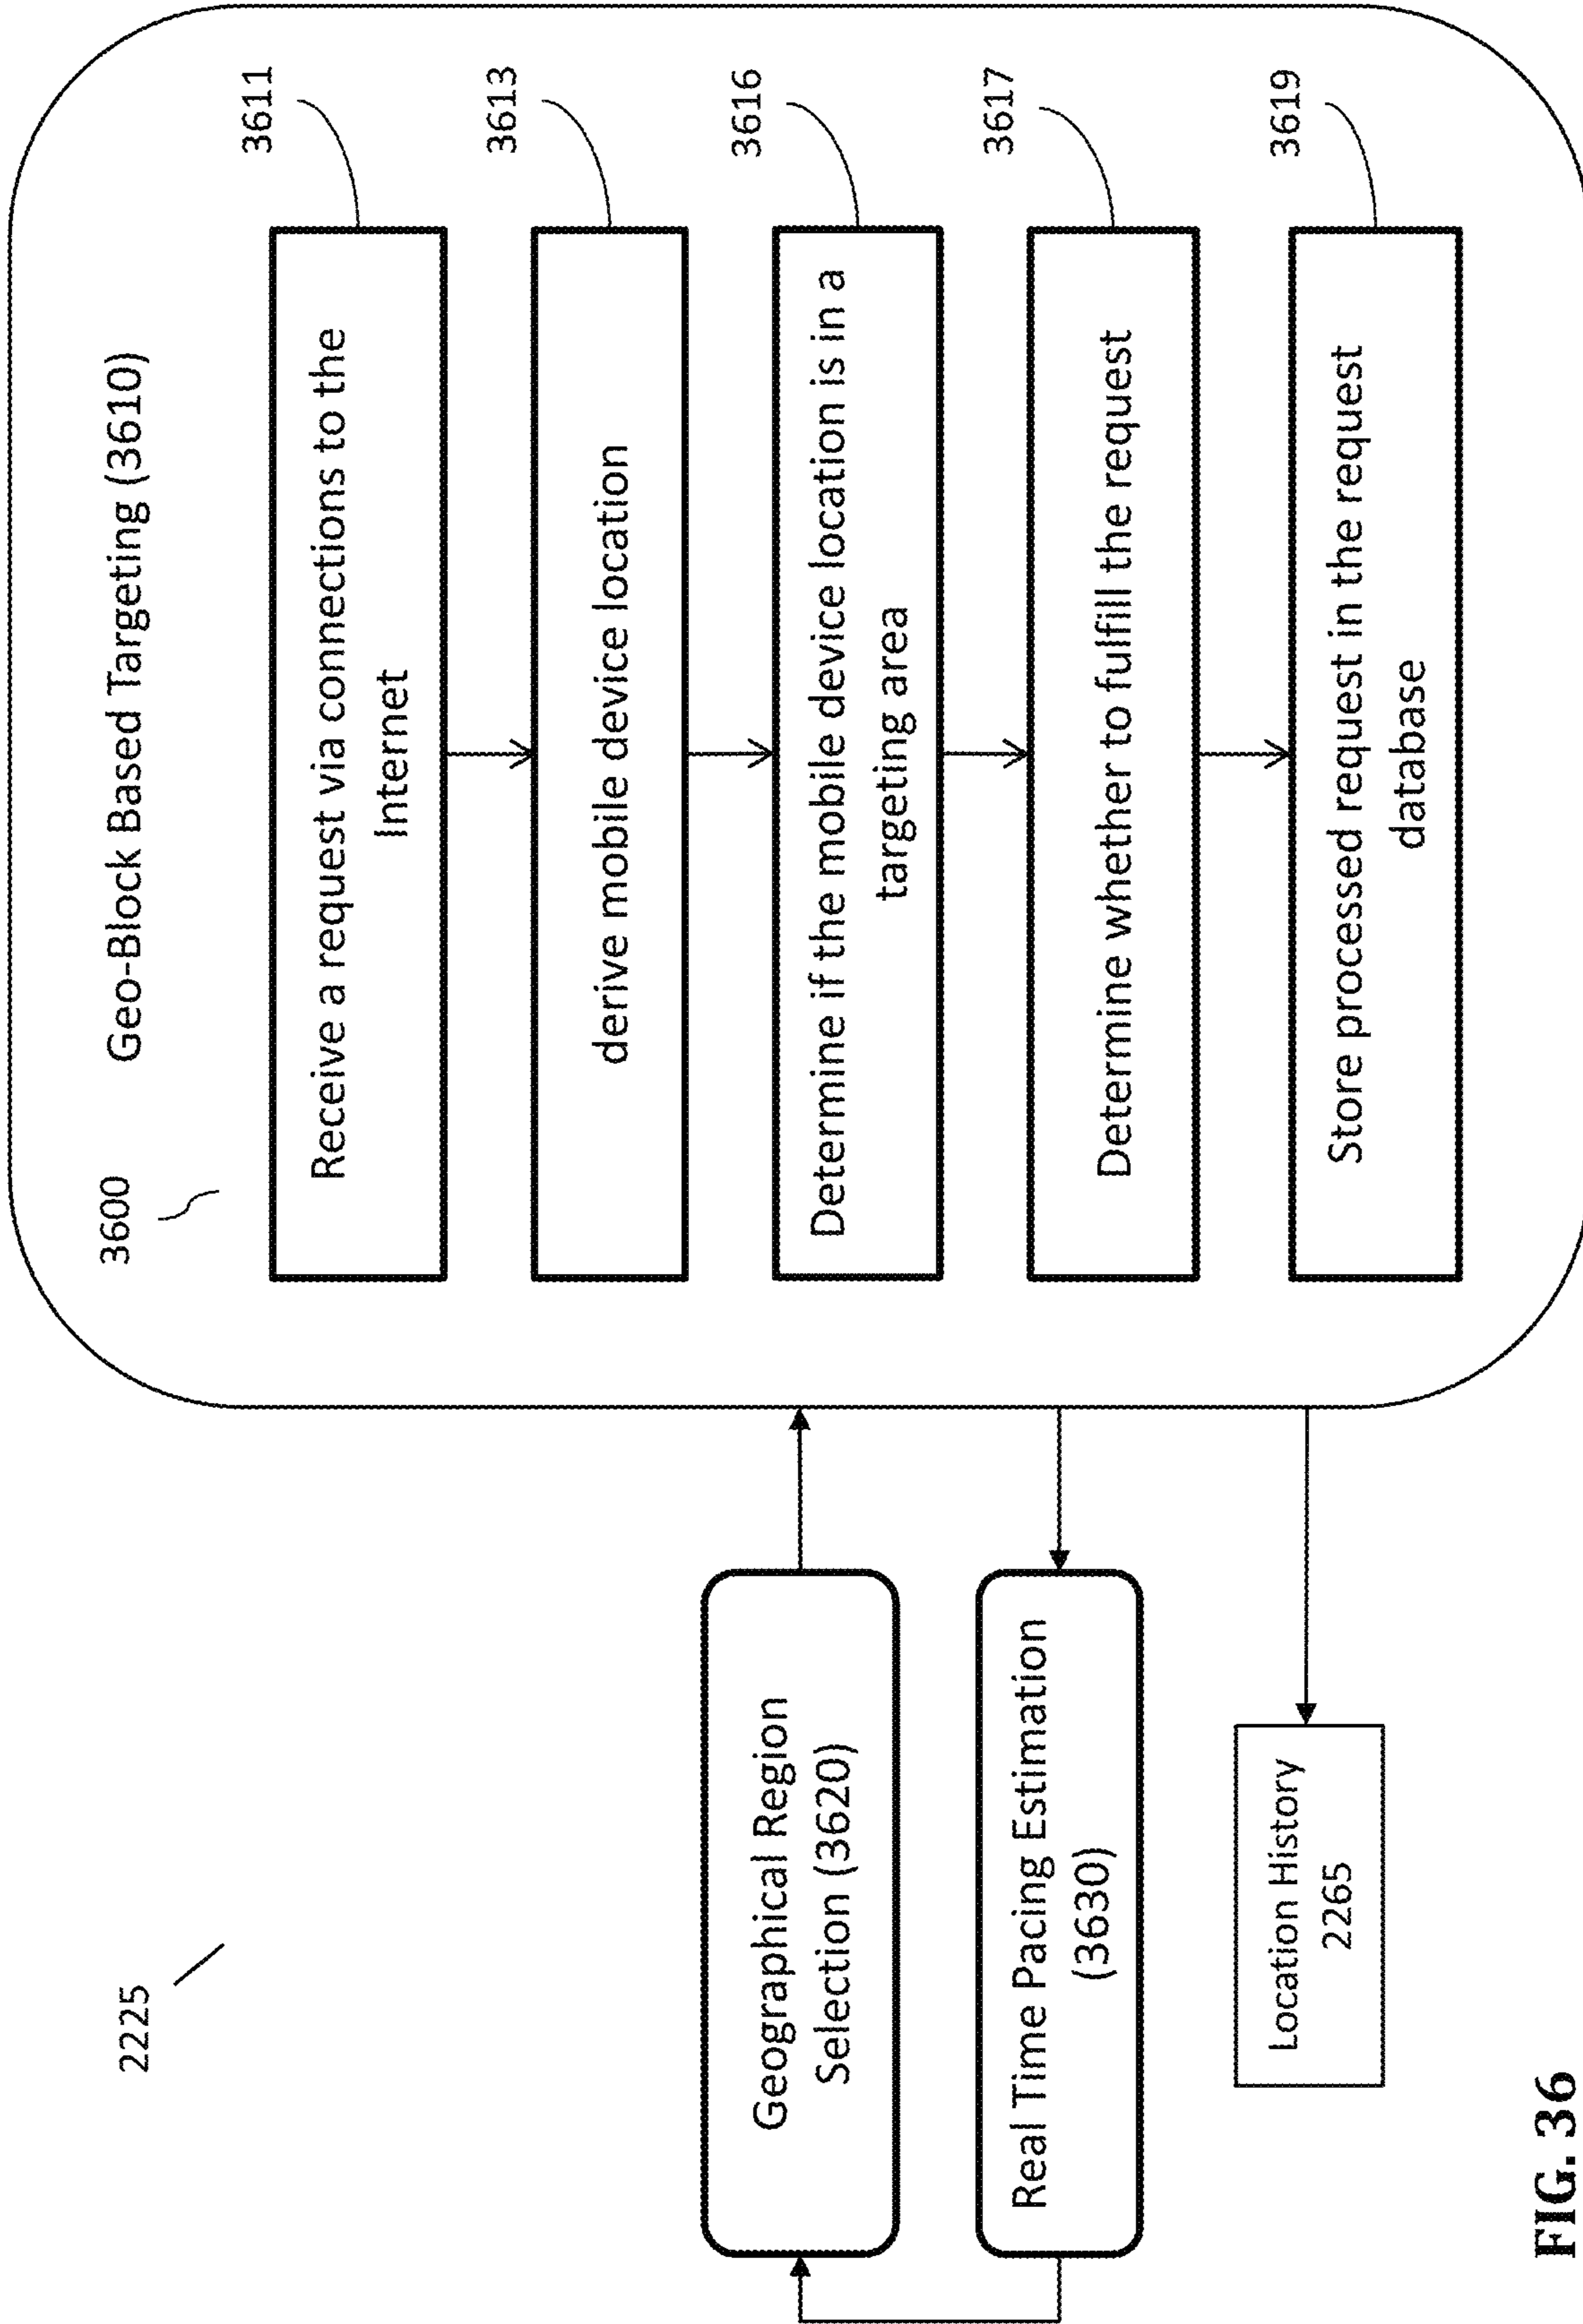 2225
3600
Geo-Block Based Targeting (3610)
Receive a request via connections to the
Internet
3611
derive mobile device location
3613
Determine if the mobile device location is in a
targeting area
3616
Determine whether to fulfill the request
3617
Store processed request in the request
database
3619
Geographical Region
Selection (3620)
Real Time Pacing Estimation
(3630)
Location History
2265
FIG. 36